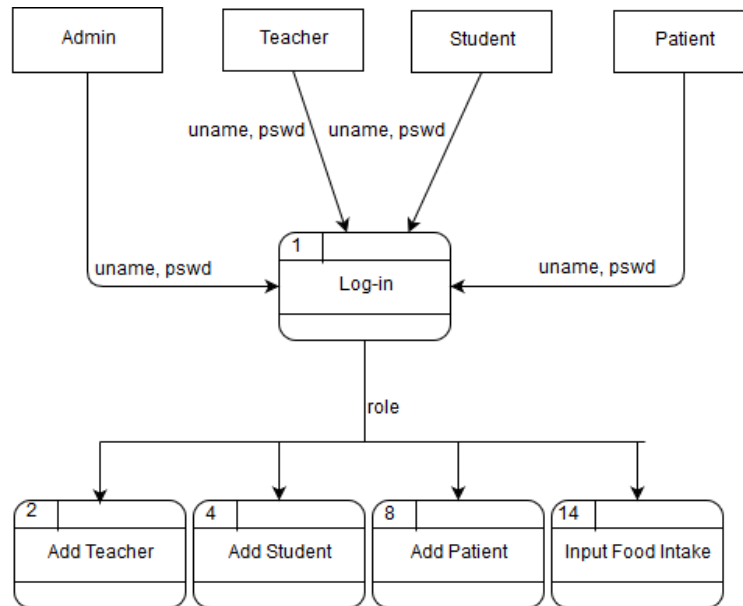 Admin
Teacher
Student
Patient
uname, pswd
uname, pswd
uname, pswd
uname, pswd
1
Log-in
role
2
4
8
14
Add Teacher
Add Student
Add Patient
Input Food Intake